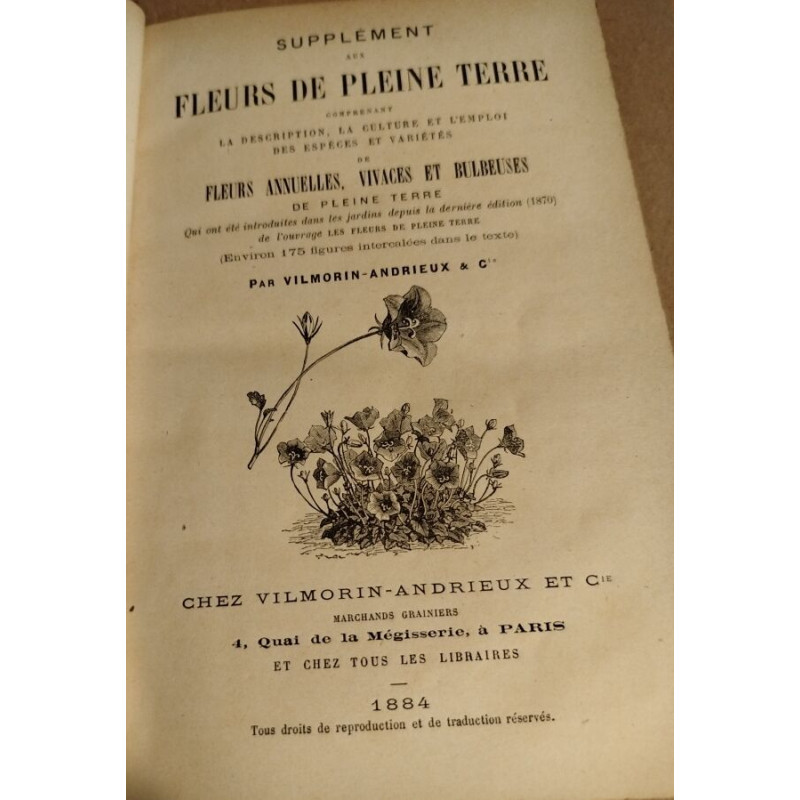 SUPPLÉMENT
AUX
FLEURS DE PLEINE TERRE
COMPRENANT
LA DESCRIPTION, LA CULTURE ET L'EMPLOI
DES ESPÈCES ET VARIÉTÉS
DE
FLEURS ANNUELLES, VIVACES ET BULBEUSES
DE PLEINE TERRE
Qui ont été introduites dans les jardins depuis la dernière édition (1870)
de l'ouvrage LES FLEURS DE PLEINE TERRE
(Environ 175 figures intercalées dans le texte)
PAR VILMORIN-ANDRIEUX & Cie
CHEZ VILMORIN-ANDRIEUX ET CIE
MARCHANDS GRAINIERS
4, Quai de la Mégisserie, à PARIS
ET CHEZ TOUS LES LIBRAIRES
1884
Tous droits de reproduction et de traduction réservés.